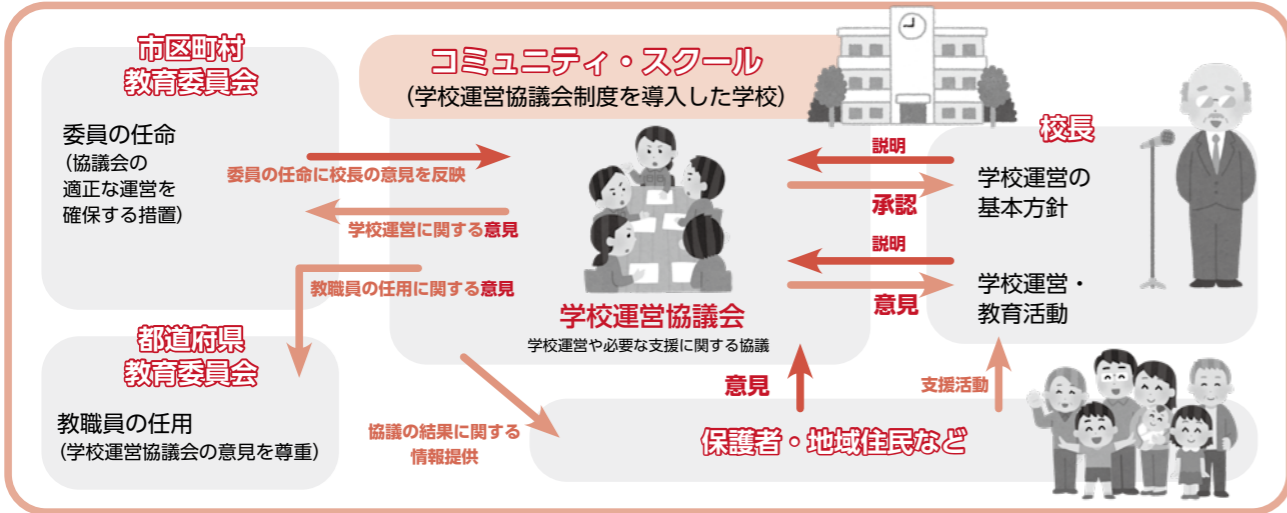 市区町村
教育委員会
委員の任命
(協議会の
適正な運営を
確保する措置)
コミュニティ・スクール
(学校運営協議会制度を導入した学校)
委員の任命に校長の意見を反映
学校運営に関する意見
教職員の任用に関する意見
学校運営協議会
学校運営や必要な支援に関する協議
説明
承認
説明
意見
校長
学校運営の
基本方針
学校運営・
教育活動
都道府県
教育委員会
教職員の任用
(学校運営協議会の意見を尊重)
協議の結果に関する
情報提供
意見
支援活動
保護者・地域住民など